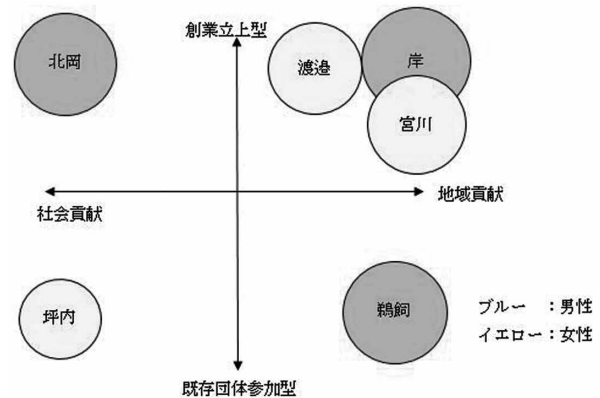 創業立上型
北岡
渡邉
岸
宮川
社会貢献
地域貢献
坪内
鵜飼
ブルー　：男性
イエロー：女性
既存団体参加型